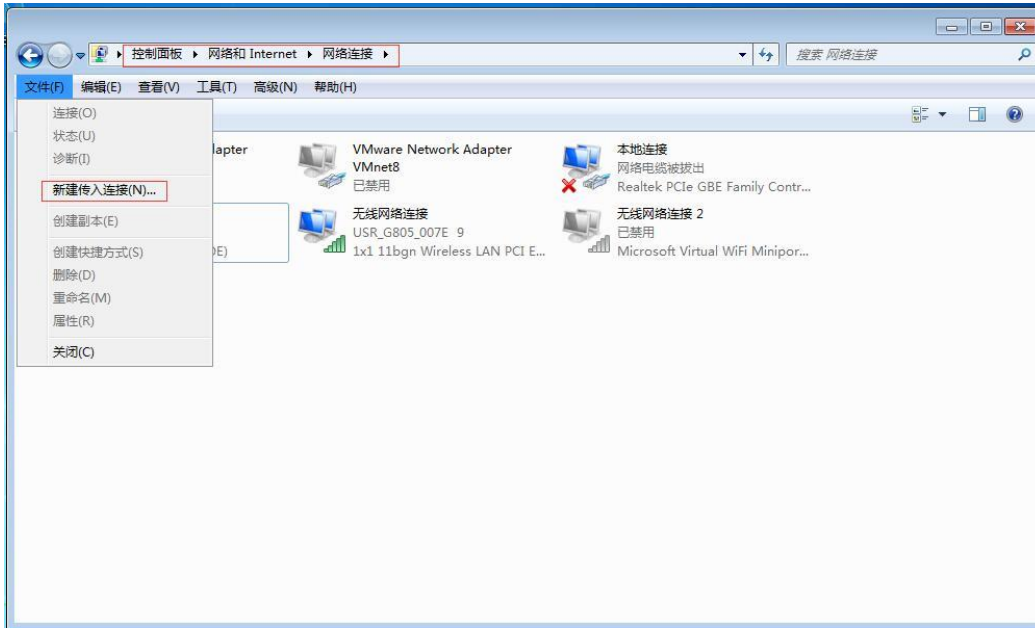 控制面板 ▸ 网络和 Internet ▸ 网络连接 ▸
搜索 网络连接
文件(F) 编辑(E) 查看(V) 工具(T) 高级(N) 帮助(H)
连接(O)
状态(U)
诊断(I)
新建传入连接(N)...
创建副本(E)
创建快捷方式(S)
删除(D)
重命名(M)
属性(R)
关闭(C)
VMware Network Adapter
VMnet8
已禁用
本地连接
网络电缆被拔出
Realtek PCIe GBE Family Contr...
无线网络连接
USR_G805_007E 9
1x1 11bgn Wireless LAN PCI E...
无线网络连接 2
已禁用
Microsoft Virtual WiFi Minipor...